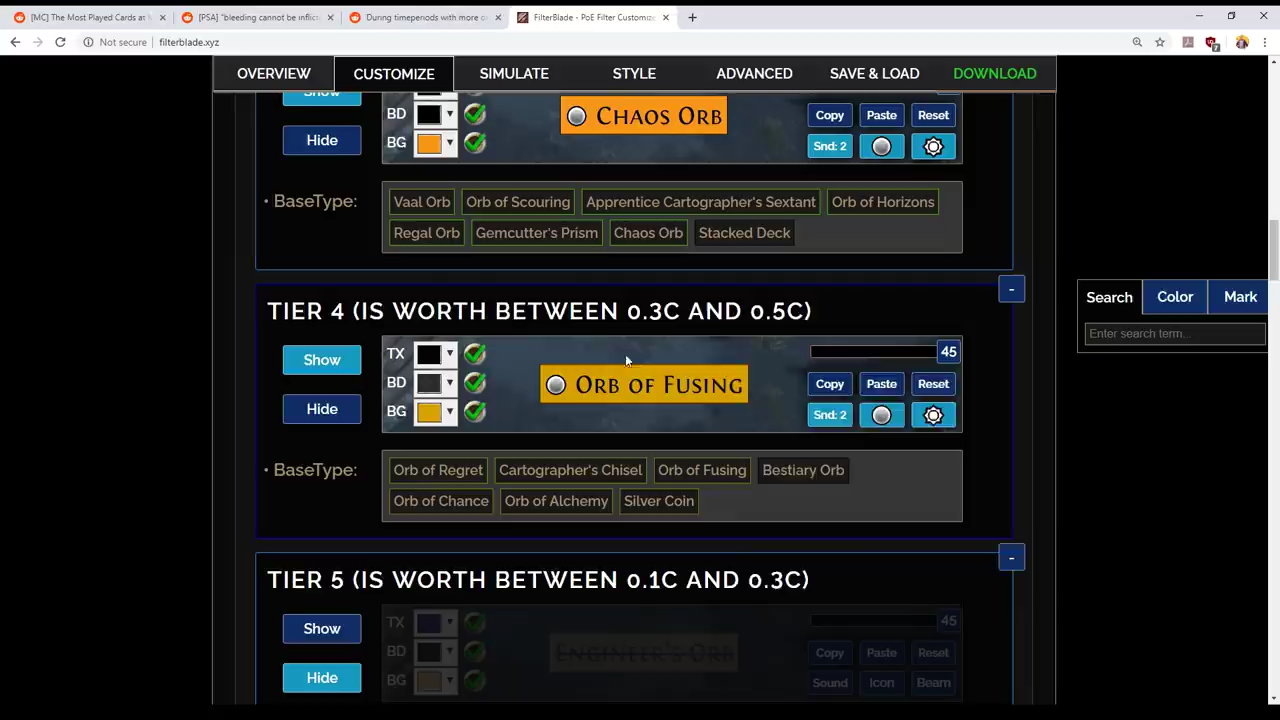 [MC] The Most Played Cards at M
[PSA] "bleeding cannot be inflic
During timeperiods with more o
FilterBlade - PoE Filter Customize
Not secure
filterblade.xyz
OVERVIEW
CUSTOMIZE
SIMULATE
STYLE
ADVANCED
SAVE & LOAD
DOWNLOAD
Show
Hide
BD
BG
CHAOS ORB
Copy
Paste
Reset
Snd: 2
BaseType:
Vaal Orb
Orb of Scouring
Apprentice Cartographer's Sextant
Orb of Horizons
Regal Orb
Gemcutter's Prism
Chaos Orb
Stacked Deck
Search
Color
Mark
Enter search term...
TIER 4 (IS WORTH BETWEEN 0.3C AND 0.5C)
-
Show
Hide
TX
BD
BG
ORB OF FUSING
45
Copy
Paste
Reset
Snd: 2
BaseType:
Orb of Regret
Cartographer's Chisel
Orb of Fusing
Bestiary Orb
Orb of Chance
Orb of Alchemy
Silver Coin
TIER 5 (IS WORTH BETWEEN 0.1C AND 0.3C)
-
Show
Hide
TX
BD
BG
ENGINEER'S ORB
45
Copy
Paste
Reset
Sound
Icon
Beam